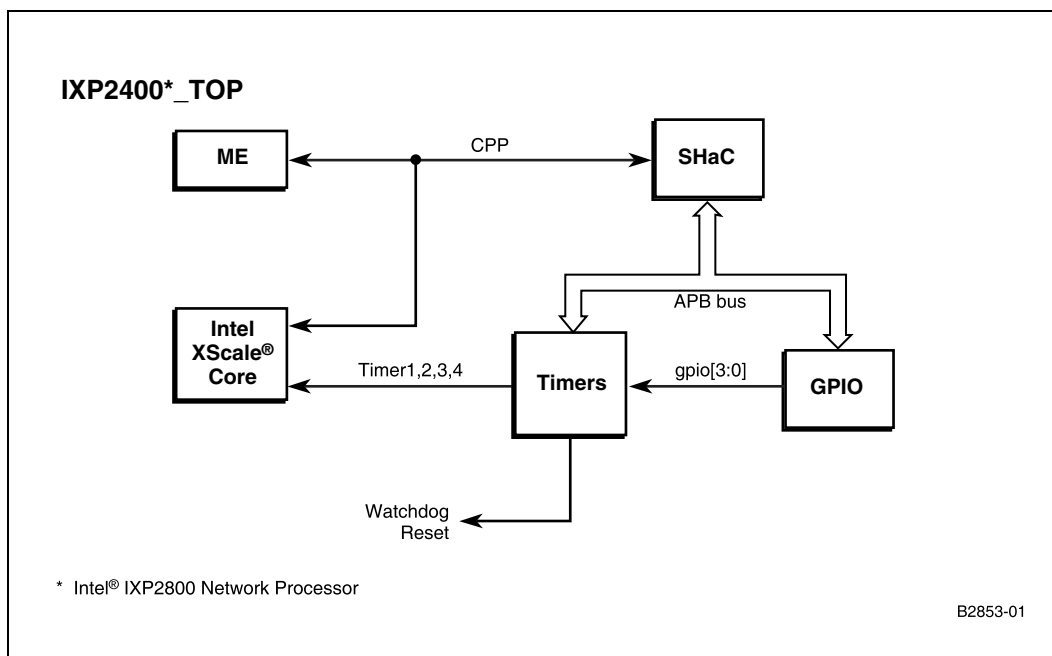 IXP2400*_TOP
ME
CPP
SHaC
APB bus
Intel
XScale®
Core
Timer1,2,3,4
Timers
gpio[3:0]
GPIO
Watchdog
Reset
* Intel® IXP2800 Network Processor
B2853-01